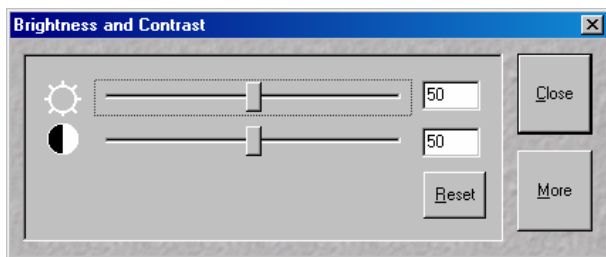 Brightness and Contrast
50
Close
50
Reset
More